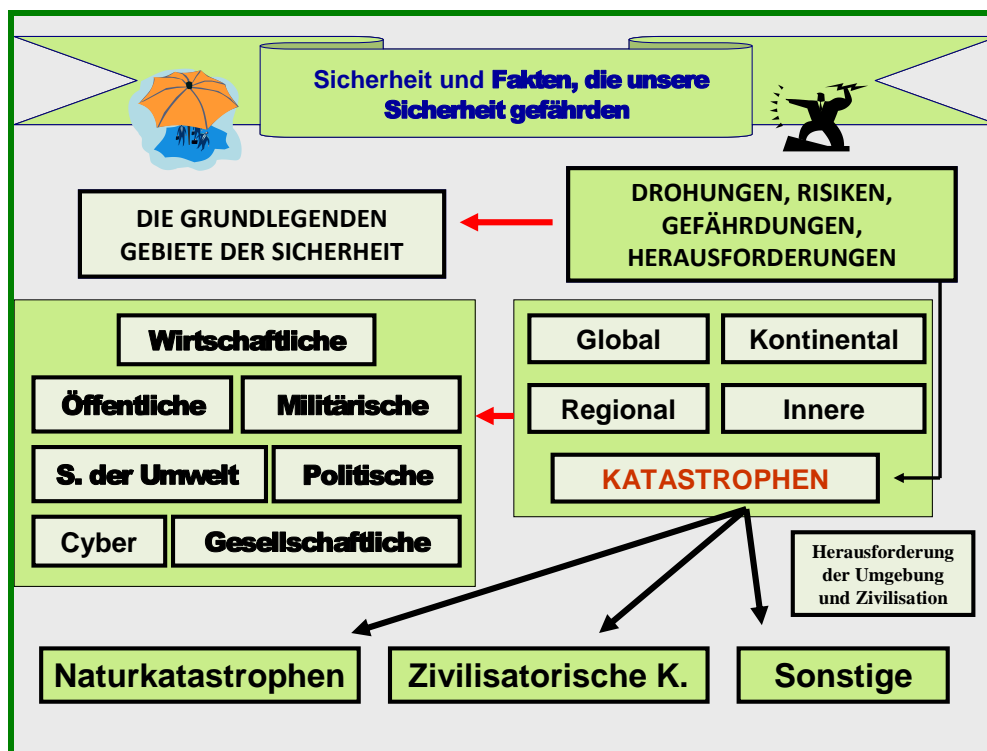 Sicherheit und Fakten, die unsere
Sicherheit gefährden
DIE GRUNDLEGENDEN
GEBIETE DER SICHERHEIT
DROHUNGEN, RISIKEN,
GEFÄHRDUNGEN,
HERAUSFORDERUNGEN
Wirtschaftliche
Öffentliche
Militärische
S. der Umwelt
Politische
Cyber
Gesellschaftliche
Global
Kontinental
Regional
Innere
KATASTROPHEN
Herausforderung
der Umgebung
und Zivilisation
Naturkatastrophen
Zivilisatorische K.
Sonstige